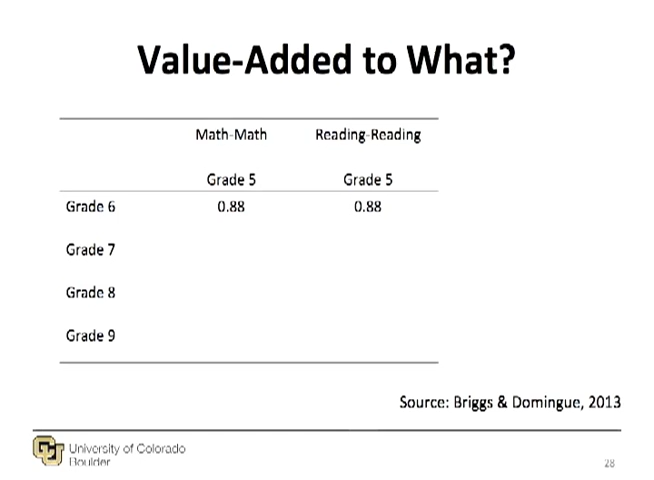 Value-Added to What?
Math-Math Reading-Reading
Grade 5 Grade 5
Grade 6 0.88 0.88
Grade 7
Grade 8
Grade 9
Source: Briggs & Domingue, 2013
CU University of Colorado
Boulder
28